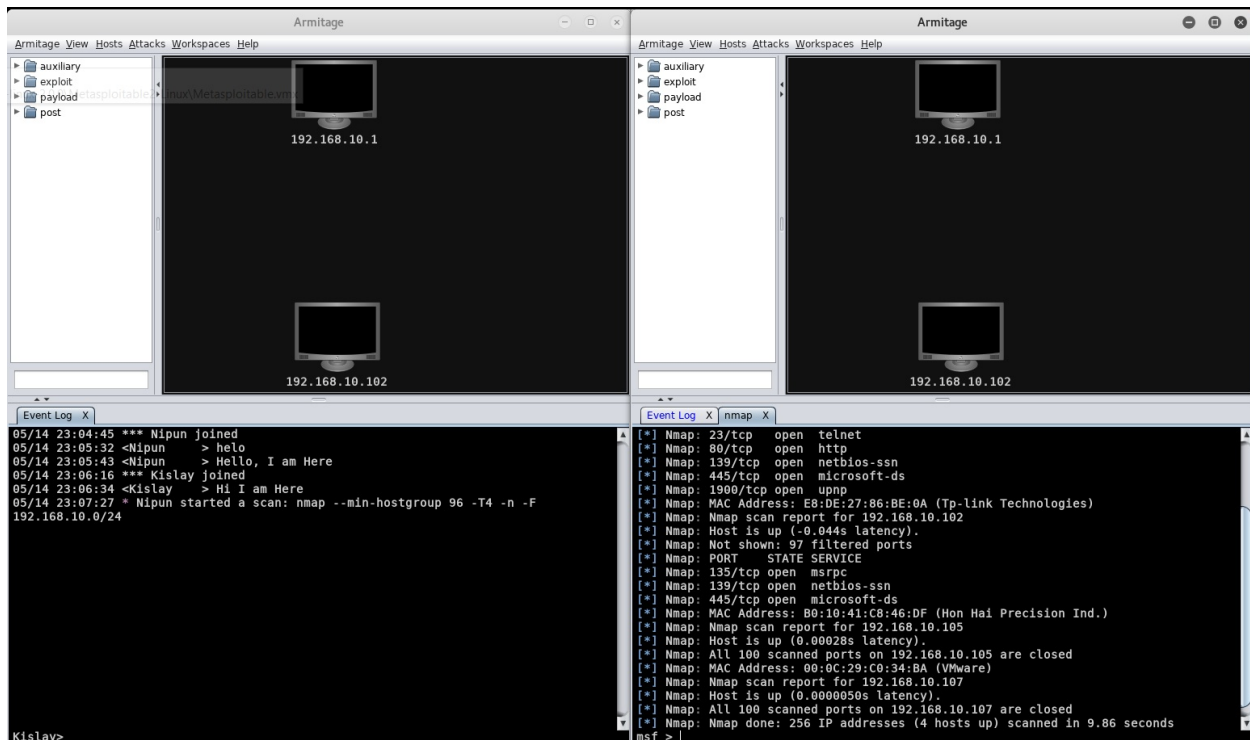 Armitage
Armitage View Hosts Attacks Workspaces Help
auxiliary
exploit
payload
post
\Metasploitable.vmx
192.168.10.1
192.168.10.102
Event Log X
05/14 23:04:45 *** Nipun joined
05/14 23:05:32 <Nipun > helo
05/14 23:05:43 <Nipun > Hello, I am Here
05/14 23:06:16 *** Kislay joined
05/14 23:06:34 <Kislay > Hi I am Here
05/14 23:07:27 * Nipun started a scan: nmap --min-hostgroup 96 -T4 -n -F
192.168.10.0/24
Kislay>
Armitage
Armitage View Hosts Attacks Workspaces Help
auxiliary
exploit
payload
post
192.168.10.1
192.168.10.102
Event Log X nmap X
[*] Nmap: 23/tcp open telnet
[*] Nmap: 80/tcp open http
[*] Nmap: 139/tcp open netbios-ssn
[*] Nmap: 445/tcp open microsoft-ds
[*] Nmap: 1900/tcp open upnp
[*] Nmap: MAC Address: E8:DE:27:86:BE:0A (Tp-link Technologies)
[*] Nmap: Nmap scan report for 192.168.10.102
[*] Nmap: Host is up (-0.044s latency).
[*] Nmap: Not shown: 97 filtered ports
[*] Nmap: PORT STATE SERVICE
[*] Nmap: 135/tcp open msrpc
[*] Nmap: 139/tcp open netbios-ssn
[*] Nmap: 445/tcp open microsoft-ds
[*] Nmap: MAC Address: B0:10:41:C8:46:DF (Hon Hai Precision Ind.)
[*] Nmap: Nmap scan report for 192.168.10.105
[*] Nmap: Host is up (0.00028s latency).
[*] Nmap: All 100 scanned ports on 192.168.10.105 are closed
[*] Nmap: MAC Address: 00:0C:29:C0:34:BA (VMware)
[*] Nmap: Nmap scan report for 192.168.10.107
[*] Nmap: Host is up (0.0000050s latency).
[*] Nmap: All 100 scanned ports on 192.168.10.107 are closed
[*] Nmap: Nmap done: 256 IP addresses (4 hosts up) scanned in 9.86 seconds
msf >